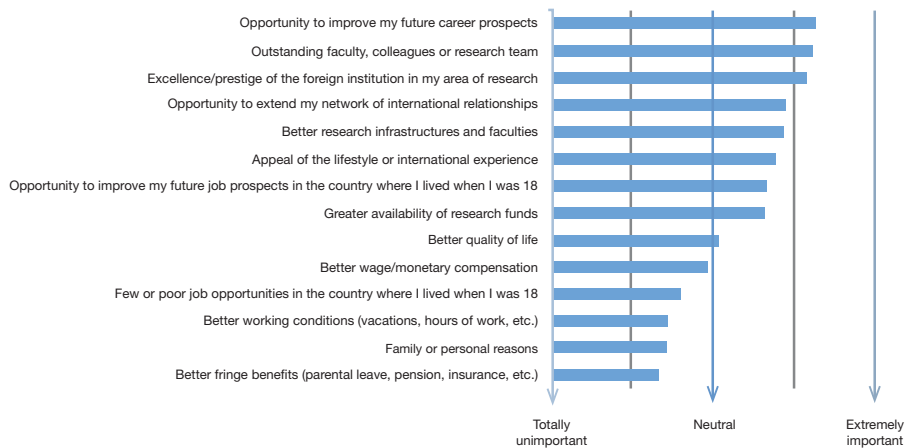 Opportunity to improve my future career prospects
Outstanding faculty, colleagues or research team
Excellence/prestige of the foreign institution in my area of research
Opportunity to extend my network of international relationships
Better research infrastructures and faculties
Appeal of the lifestyle or international experience
Opportunity to improve my future job prospects in the country where I lived when I was 18
Greater availability of research funds
Better quality of life
Better wage/monetary compensation
Few or poor job opportunities in the country where I lived when I was 18
Better working conditions (vacations, hours of work, etc.)
Family or personal reasons
Better fringe benefits (parental leave, pension, insurance, etc.)
Totally
unimportant
Neutral
Extremely
important